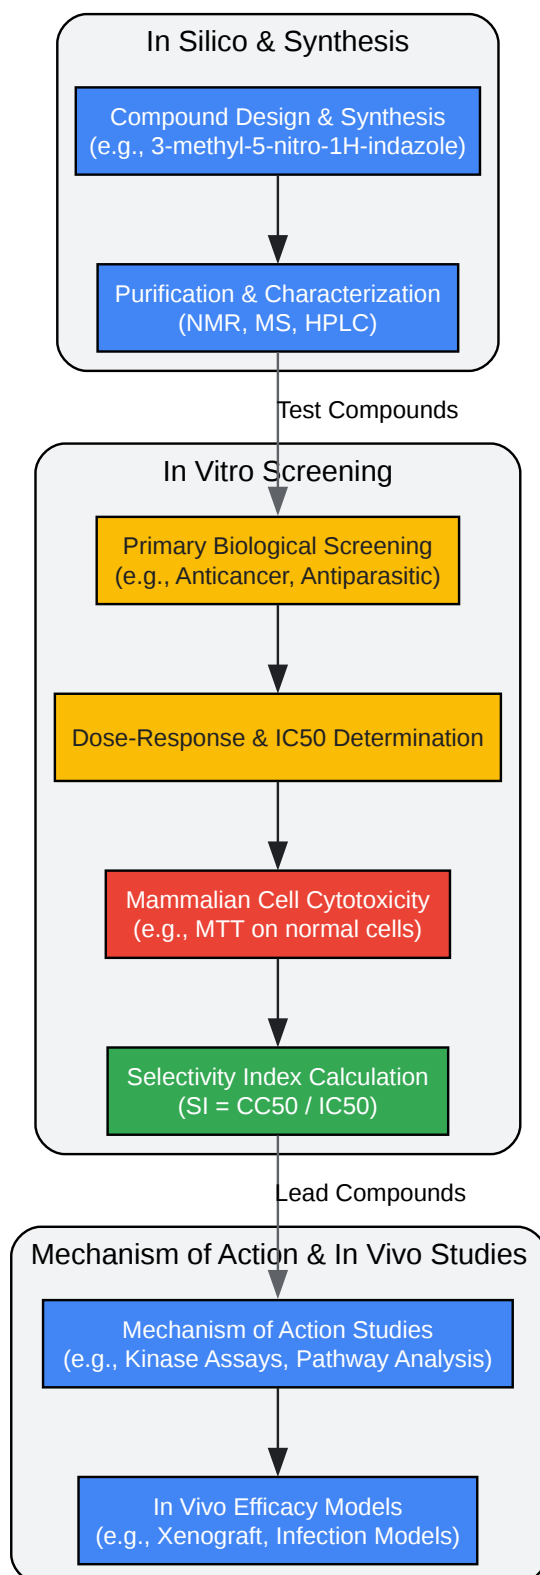 In Silico & Synthesis
Compound Design & Synthesis
(e.g., 3-methyl-5-nitro-1H-indazole)
Purification & Characterization
(NMR, MS, HPLC)
Test Compounds
In Vitro Screening
Primary Biological Screening
(e.g., Anticancer, Antiparasitic)
Dose-Response & IC50 Determination
Mammalian Cell Cytotoxicity
(e.g., MTT on normal cells)
Selectivity Index Calculation
(SI = CC50 / IC50)
Lead Compounds
Mechanism of Action & In Vivo Studies
Mechanism of Action Studies
(e.g., Kinase Assays, Pathway Analysis)
In Vivo Efficacy Models
(e.g., Xenograft, Infection Models)